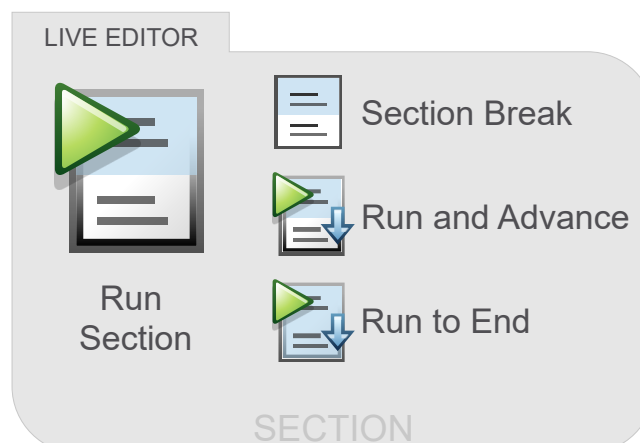 LIVE EDITOR
Run
Section
Section Break
Run and Advance
Run to End
SECTION